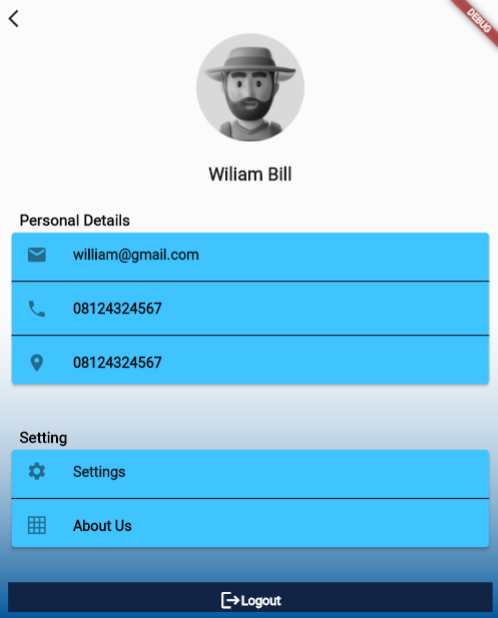 DEBUG
Wiliam Bill
Personal Details
william@gmail.com
08124324567
08124324567
Setting
Settings
About Us
Logout